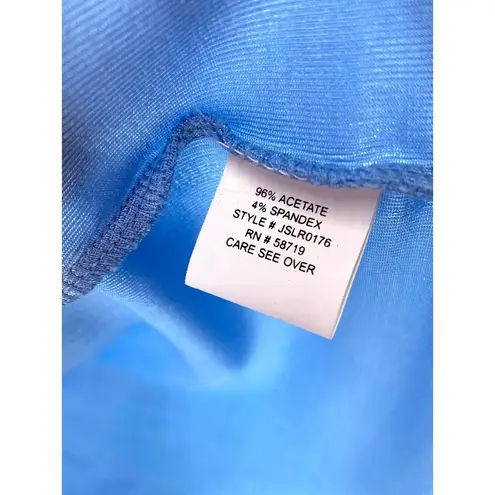 96% ACETATE
4% SPANDEX
STYLE # JSLR0176
RN # 58719
CARE SEE OVER